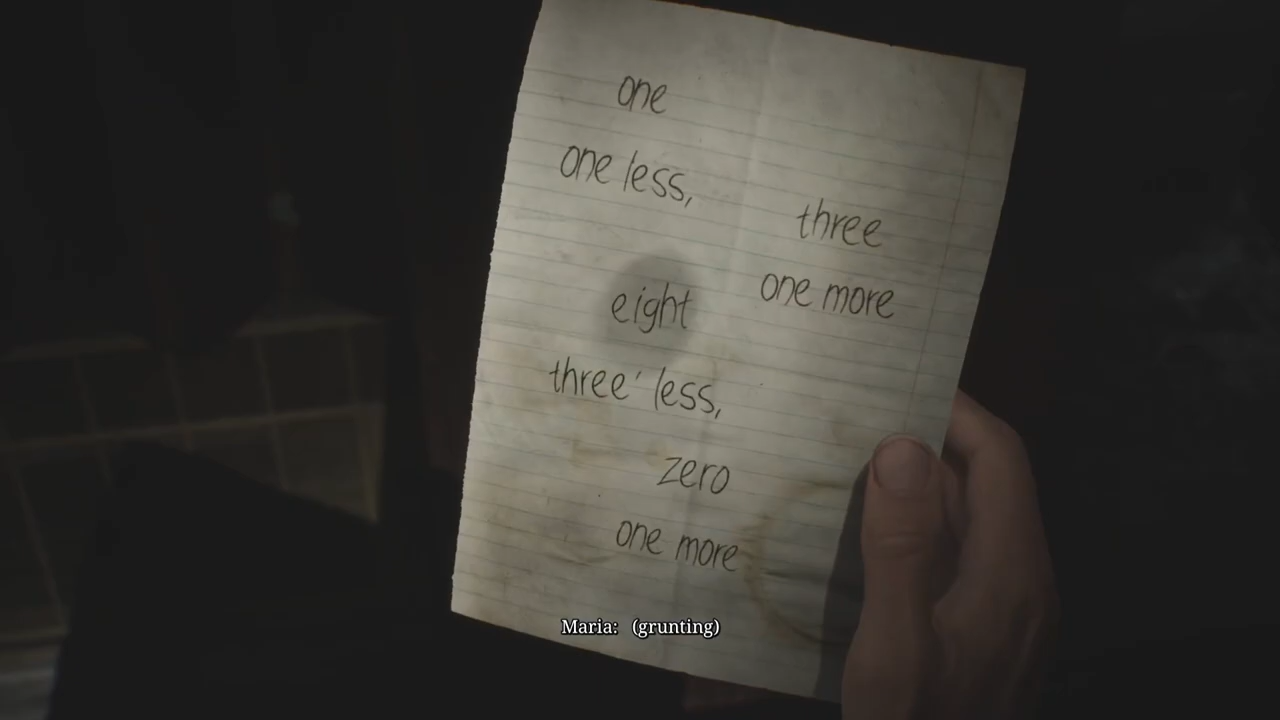 one
one less,
three
one more
eight
three' less,
zero
one more
Maria: (grunting)